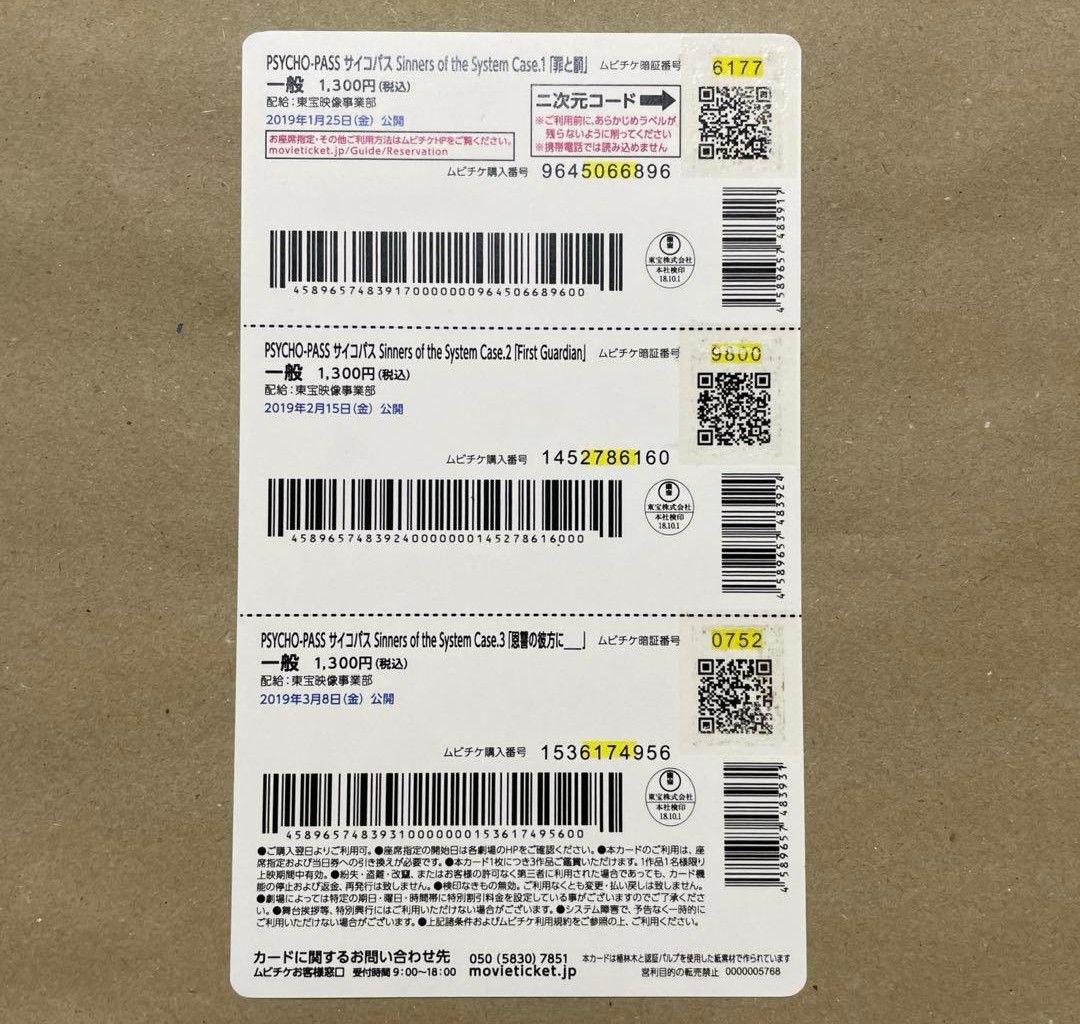 PSYCHO-PASS サイコパス Sinners of the System Case.1「罪と罰」 ムビチケ暗証番号 6177
一般 1,300円(税込)
配給:東宝映像事業部
2019年1月25日(金) 公開
お座席指定・その他ご利用方法はムビチケHPをご覧ください。
movieticket.jp/Guide/Reservation
二次元コード
※ご利用前に、あらかじめラベルが
残らないように削ってください
※携帯電話では読み込めません
ムビチケ購入番号 9645066896
45896574839170000000964506689600
東宝株式会社
本社検印
18.10.1
4589657 483917
PSYCHO-PASS サイコパス Sinners of the System Case.2「First Guardian」 ムビチケ暗証番号 9800
一般 1,300円(税込)
配給:東宝映像事業部
2019年2月15日(金) 公開
ムビチケ購入番号 1452786160
45896574839240000000145278616000
東宝株式会社
本社検印
18.10.1
4589657 483924
PSYCHO-PASS サイコパス Sinners of the System Case.3「恩讐の彼方に__」 ムビチケ暗証番号 0752
一般 1,300円(税込)
配給:東宝映像事業部
2019年3月8日(金) 公開
ムビチケ購入番号 1536174956
45896574839310000000153617495600
東宝株式会社
本社検印
18.10.1
4589657 483931
●ご購入翌日よりご利用可。●座席指定の開始日は各劇場のHPをご確認ください。●本カードのご利用は、座
席指定および当日券への引き換えが必要です。●本カード1枚につき3作品ご鑑賞いただけます。1作品1名様限り
上映期間中有効。●紛失・盗難・改竄、またはお客様の許可なく第三者に利用された場合であっても、カード機
能の停止および返金、再発行は致しません。●検印なきもの無効。ご利用なくとも変更・払い戻しは致しません。
●劇場によっては特定の期日・曜日・時間帯に特別割引料金を設定している事がございますのでご了承くださ
い。●舞台挨拶等、特別興行にはご利用いただけない場合がございます。●システム障害で、予告なく一時的に
ご利用いただけない場合がございます。●上記諸条件およびムビチケ利用規約をご参照の上、ご利用ください。
カードに関するお問い合わせ先 050 (5830) 7851 本カードは植林木と認証パルプを使用した紙素材で作られています
ムビチケお客様窓口 受付時間 9:00〜18:00 movieticket.jp 営利目的の転売禁止 0000005768